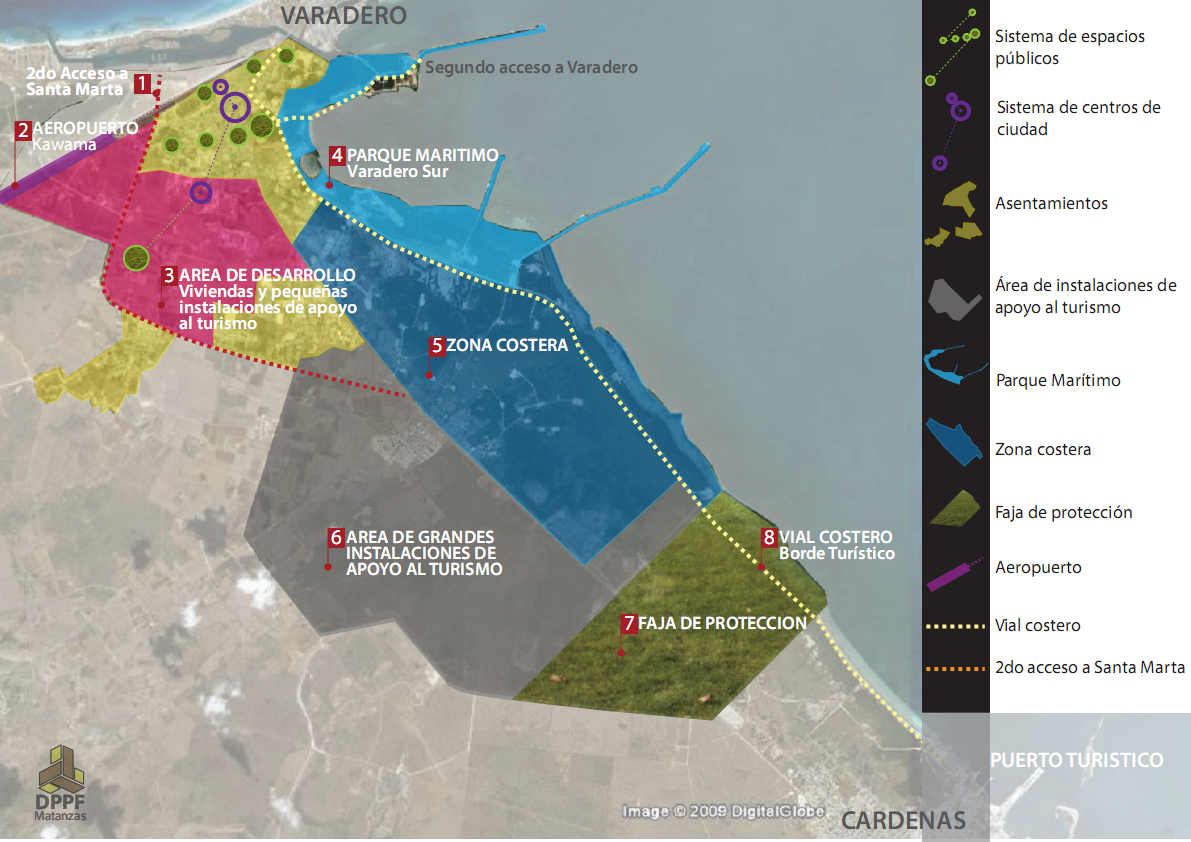 VARADERO
Segundo acceso a Varadero
2do Acceso a
Santa Marta
1
2
AEROPUERTO
Kawama
4
PARQUE MARITIMO
Varadero Sur
3
AREA DE DESARROLLO
Viviendas y pequeñas
instalaciones de apoyo
al turismo
5
ZONA COSTERA
6
AREA DE GRANDES
INSTALACIONES DE
APOYO AL TURISMO
8
VIAL COSTERO
Borde Turístico
7
FAJA DE PROTECCION
DPPF
Matanzas
Image © 2009 DigitalGlobe
CARDENAS
PUERTO TURISTICO
Sistema de espacios
públicos
Sistema de centros de
ciudad
Asentamientos
Área de instalaciones de
apoyo al turismo
Parque Marítimo
Zona costera
Faja de protección
Aeropuerto
Vial costero
2do acceso a Santa Marta